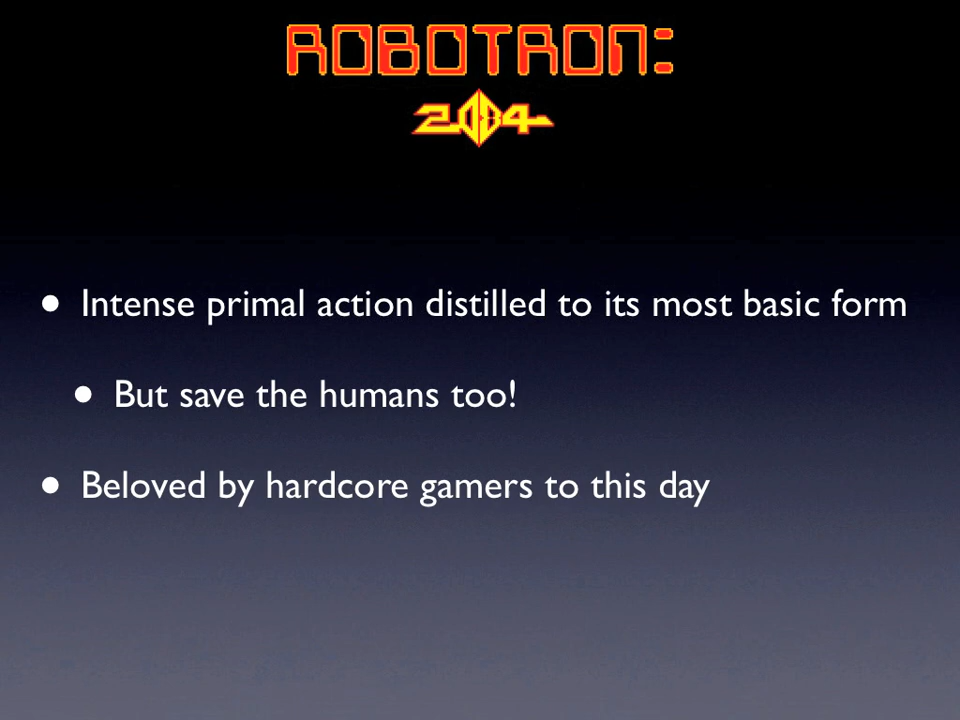 ROBOTRON:
2084
• Intense primal action distilled to its most basic form
• But save the humans too!
• Beloved by hardcore gamers to this day